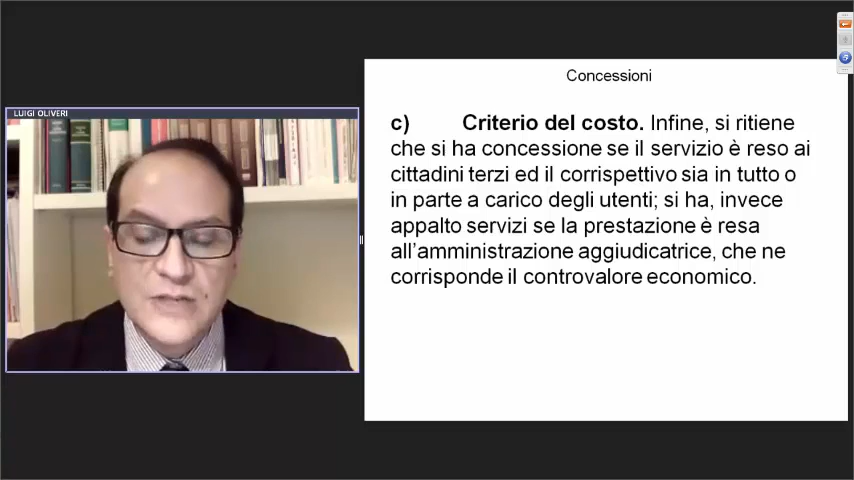 LUIGI OLIVERI
Concessioni
c) Criterio del costo. Infine, si ritiene
che si ha concessione se il servizio è reso ai
cittadini terzi ed il corrispettivo sia in tutto o
in parte a carico degli utenti; si ha, invece
appalto servizi se la prestazione è resa
all'amministrazione aggiudicatrice, che ne
corrisponde il controvalore economico.